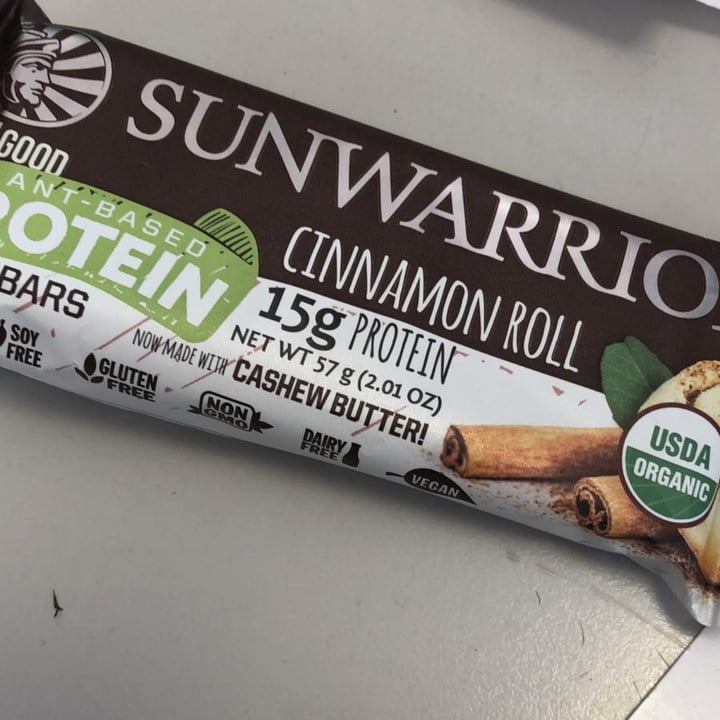 SUNWARRIO
GOOD
ANT-BASED
ROTEIN
BARS
CINNAMON ROLL
15g PROTEIN
NET WT 57 g (2.01 OZ)
NOW MADE WITH CASHEW BUTTER!
SOY
FREE
GLUTEN
FREE
NON
GMO
DAIRY
FREE
VEGAN
USDA
ORGANIC